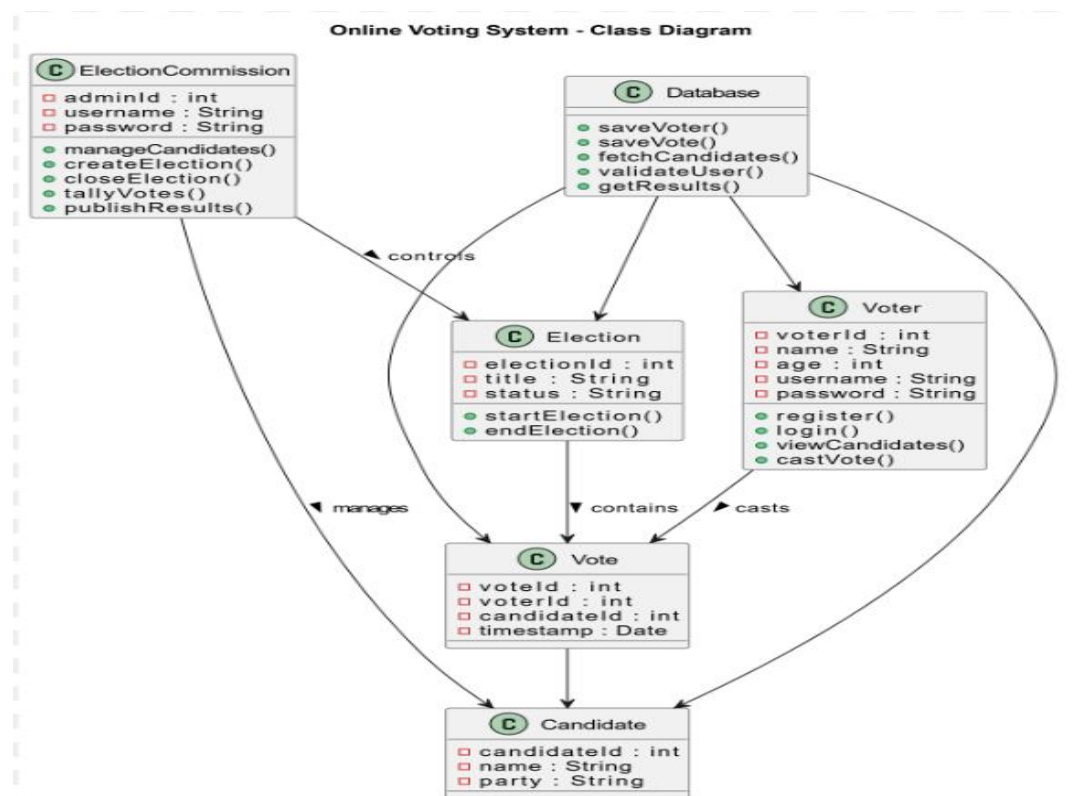 Online Voting System - Class Diagram
C ElectionCommission
adminId : int
username : String
password : String
manageCandidates()
createElection()
closeElection()
tallyVotes()
publishResults()
C Database
saveVoter()
saveVote()
fetchCandidates()
validateUser()
getResults()
controls
C Election
electionId : int
title : String
status : String
startElection()
endElection()
C Voter
voterId : int
name : String
age : int
username : String
password : String
register()
login()
viewCandidates()
castVote()
manages
contains
casts
C Vote
voteId : int
voterId : int
candidateId : int
timestamp : Date
C Candidate
candidateId : int
name : String
party : String